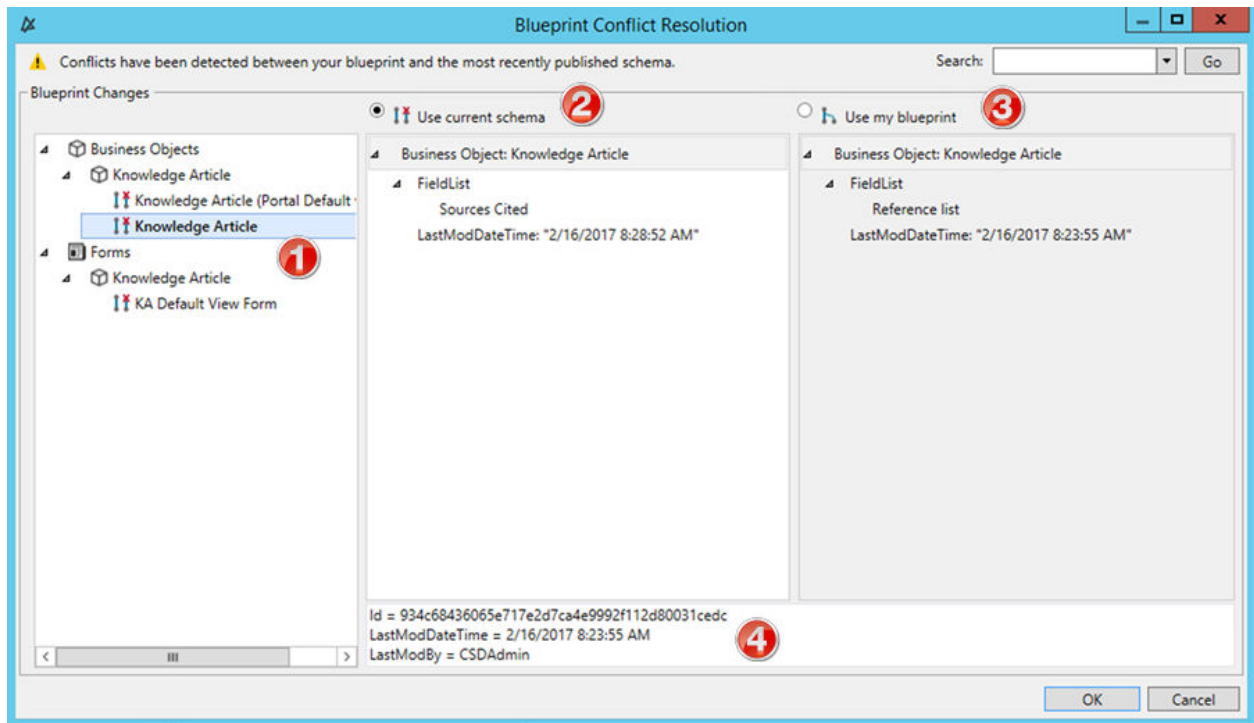 Blueprint Conflict Resolution
Conflicts have been detected between your blueprint and the most recently published schema.
Search:
Go
Blueprint Changes
Use current schema
2
Use my blueprint
3
Business Objects
Knowledge Article
Knowledge Article (Portal Default
Knowledge Article
1
Forms
Knowledge Article
KA Default View Form
Business Object: Knowledge Article
FieldList
Sources Cited
LastModDateTime: "2/16/2017 8:28:52 AM"
Business Object: Knowledge Article
FieldList
Reference list
LastModDateTime: "2/16/2017 8:23:55 AM"
Id = 934c68436065e717e2d7ca4e9992f112d80031cedc
LastModDateTime = 2/16/2017 8:23:55 AM
LastModBy = CSDAdmin
4
OK
Cancel